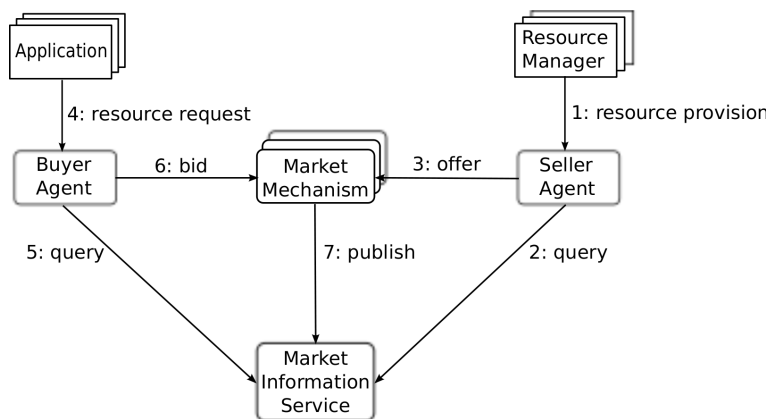 Application
Resource
Manager
4: resource request
1: resource provision
Buyer
Agent
6: bid
Market
Mechanism
3: offer
Seller
Agent
5: query
7: publish
2: query
Market
Information
Service